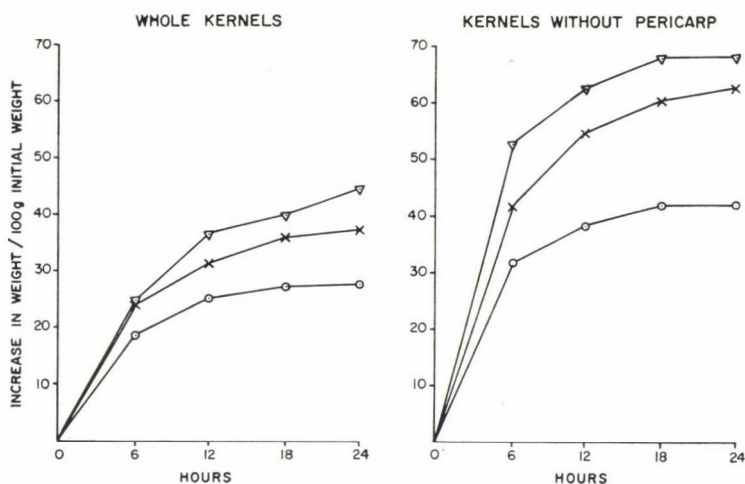 WHOLE KERNELS
INCREASE IN WEIGHT / 100g INITIAL WEIGHT
70
60
50
40
30
20
10
0 6 12 18 24
HOURS
KERNELS WITHOUT PERICARP
70
60
50
40
30
20
10
0 6 12 18 24
HOURS